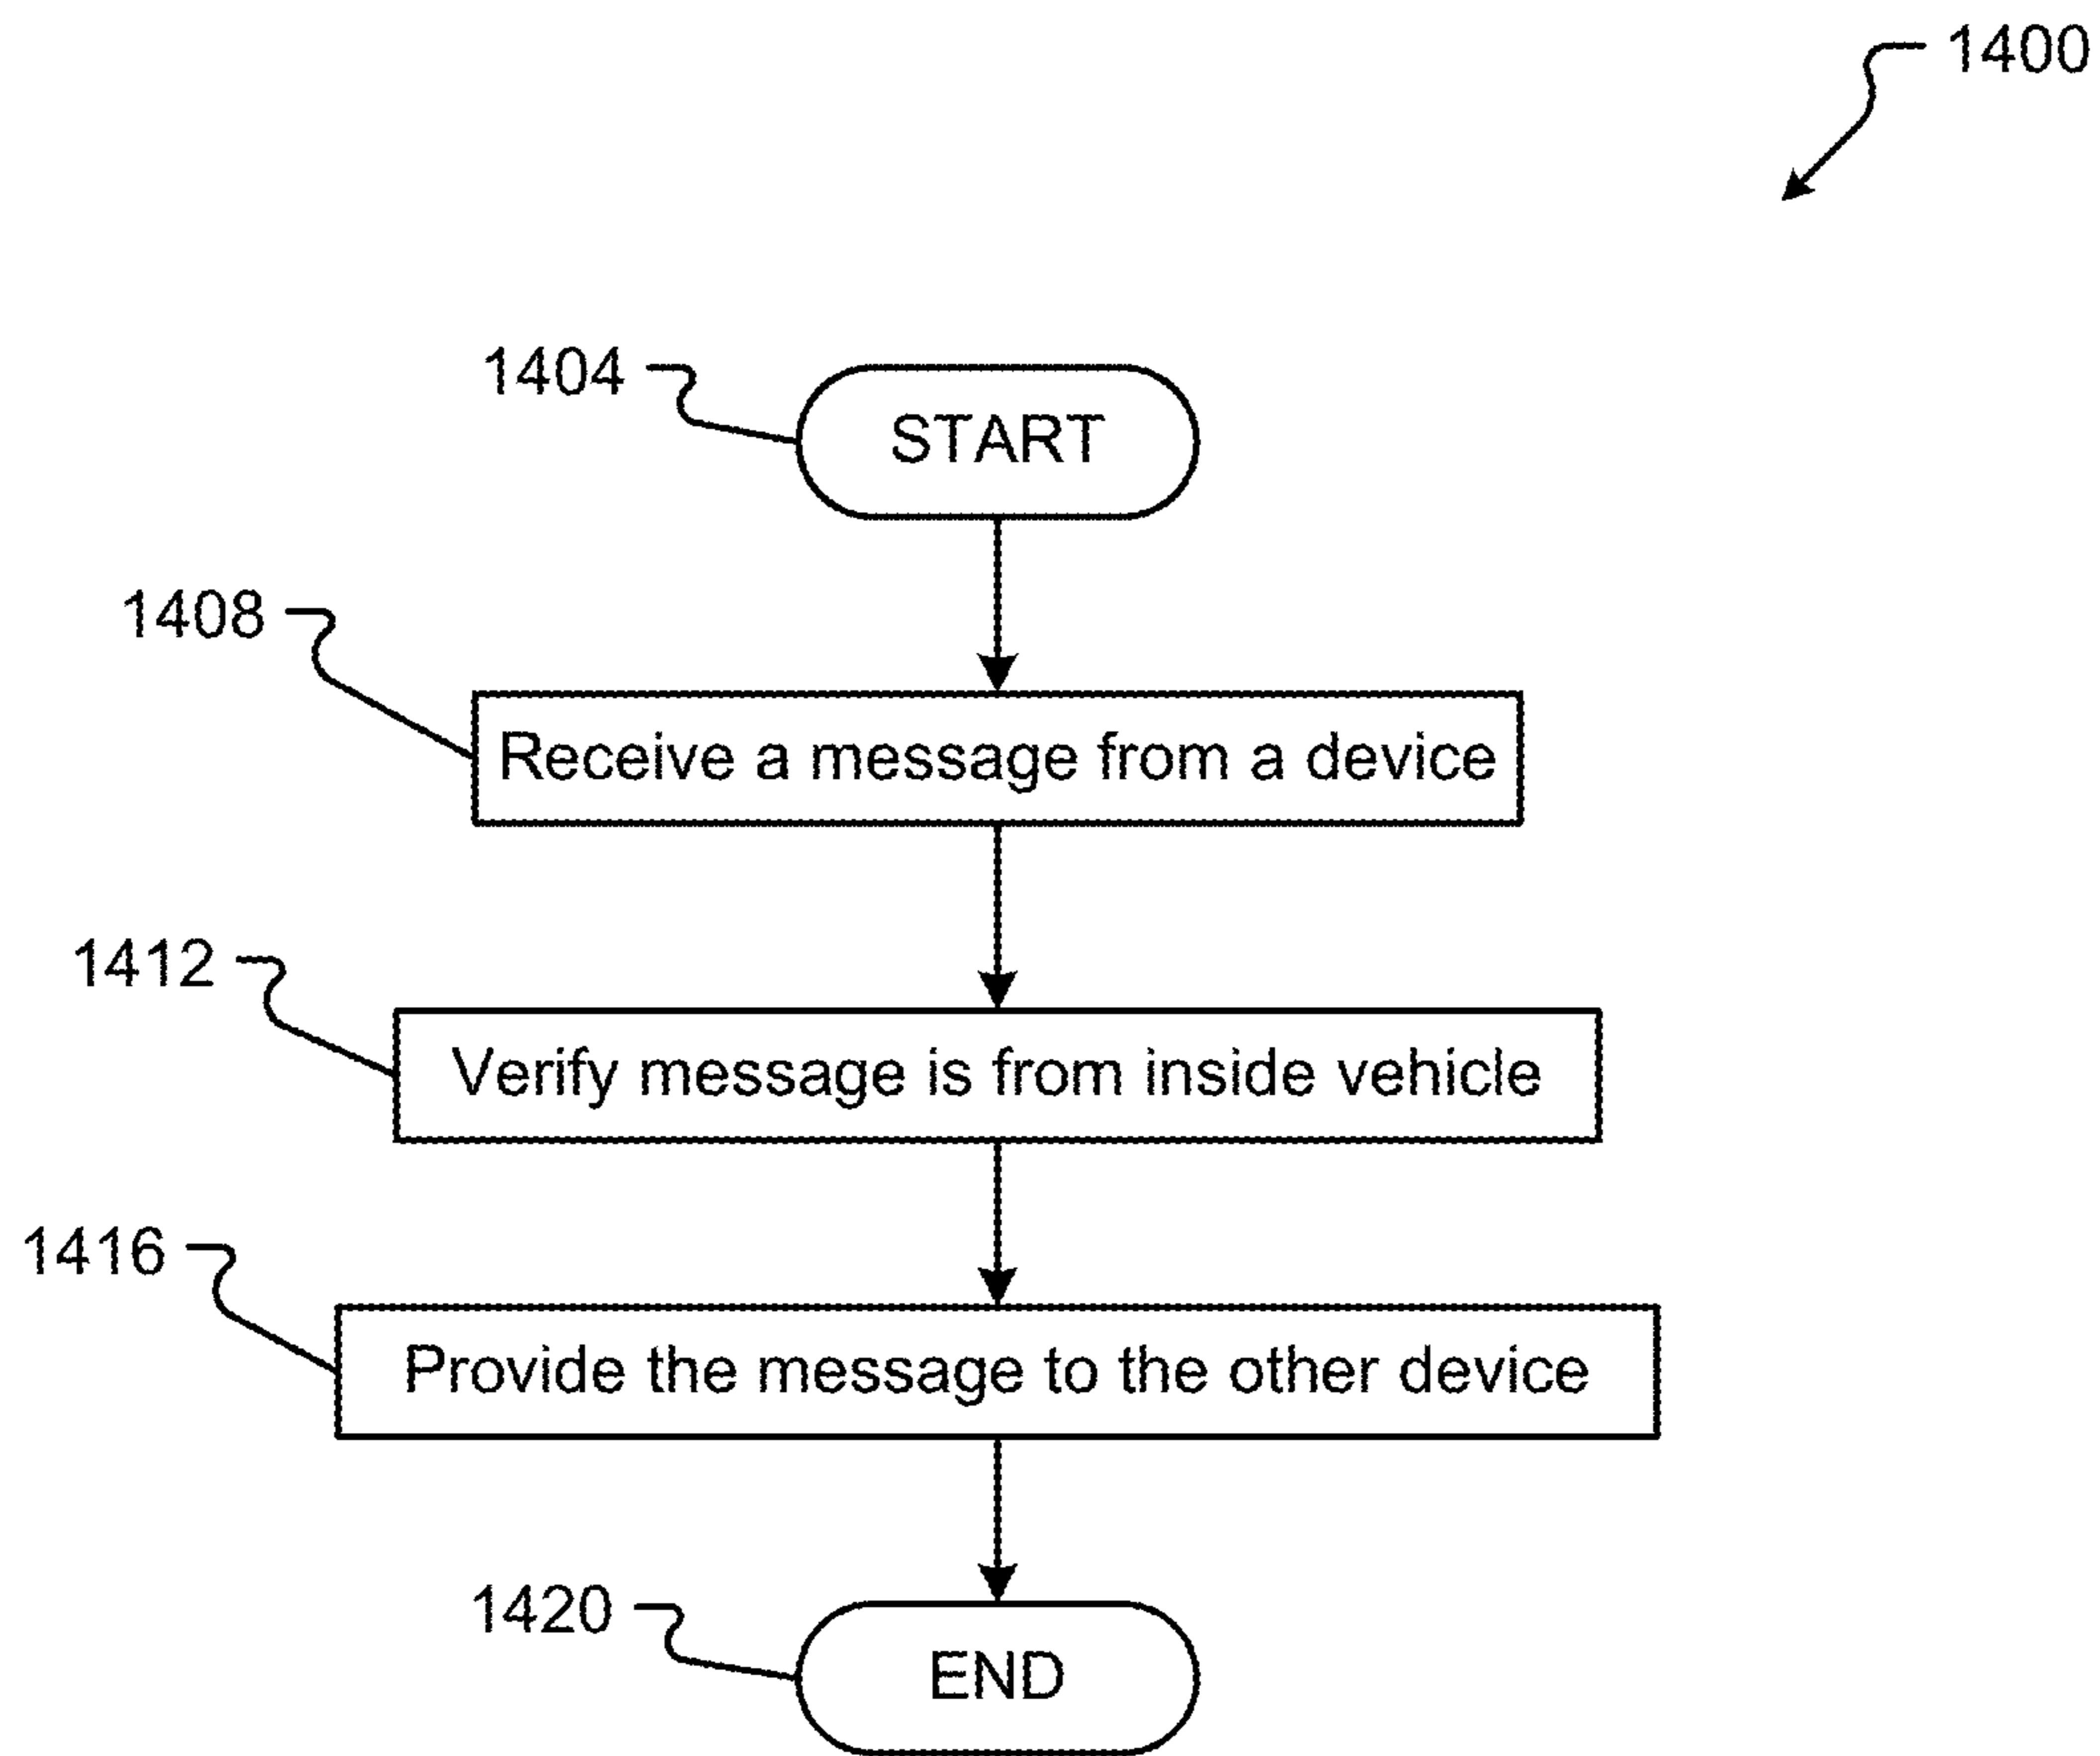 1400
1404
START
1408
Receive a message from a device
1412
Verify message is from inside vehicle
1416
Provide the message to the other device
1420
END